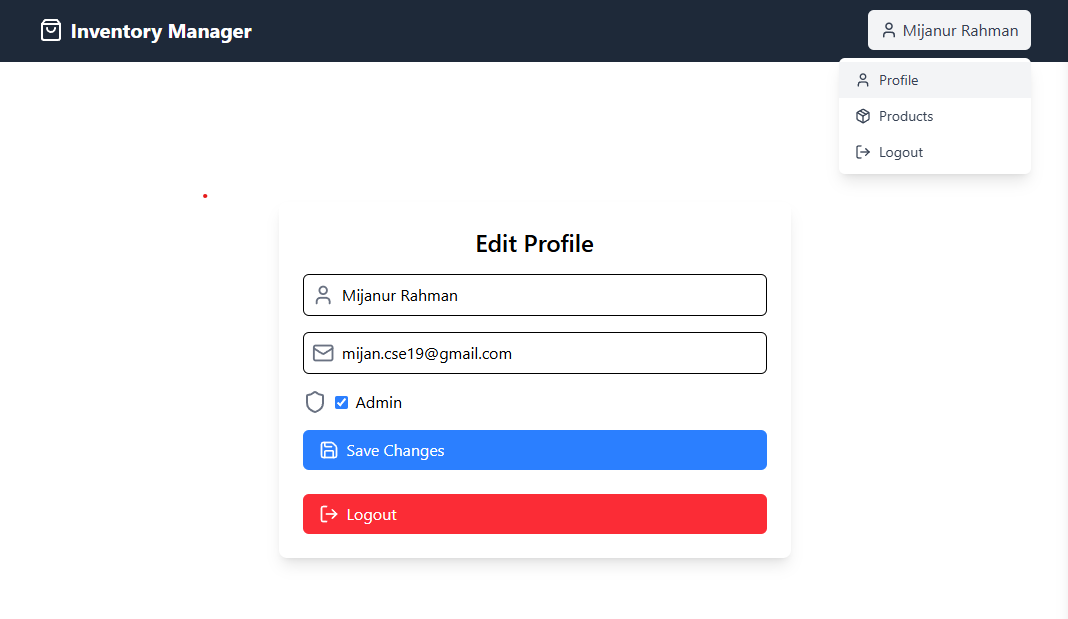 Inventory Manager
Mijanur Rahman
Profile
Products
Logout
Edit Profile
Mijanur Rahman
mijan.cse19@gmail.com
Admin
Save Changes
Logout